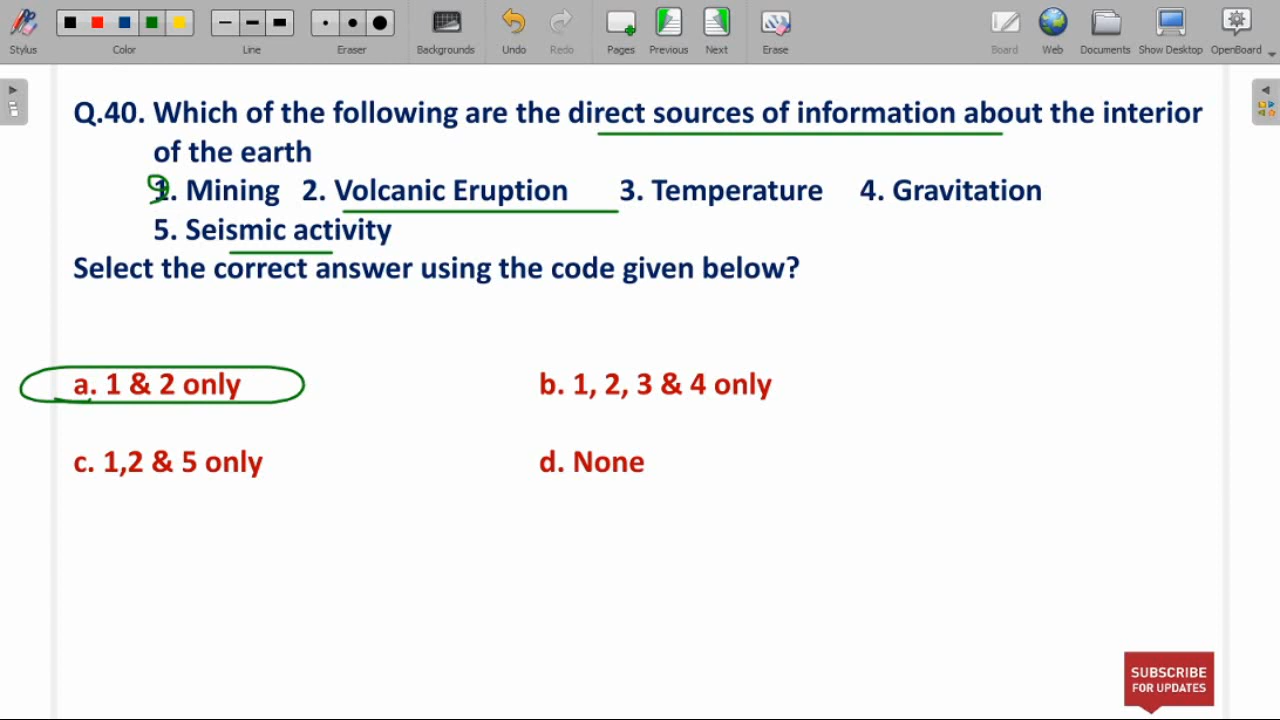 Stylus Color Line Eraser Backgrounds Undo Redo Pages Previous Next Erase Board Web Documents Show Desktop OpenBoard
Q.40. Which of the following are the direct sources of information about the interior
of the earth
1. Mining 2. Volcanic Eruption 3. Temperature 4. Gravitation
5. Seismic activity
Select the correct answer using the code given below?
a. 1 & 2 only b. 1, 2, 3 & 4 only
c. 1,2 & 5 only d. None
SUBSCRIBE
FOR UPDATES